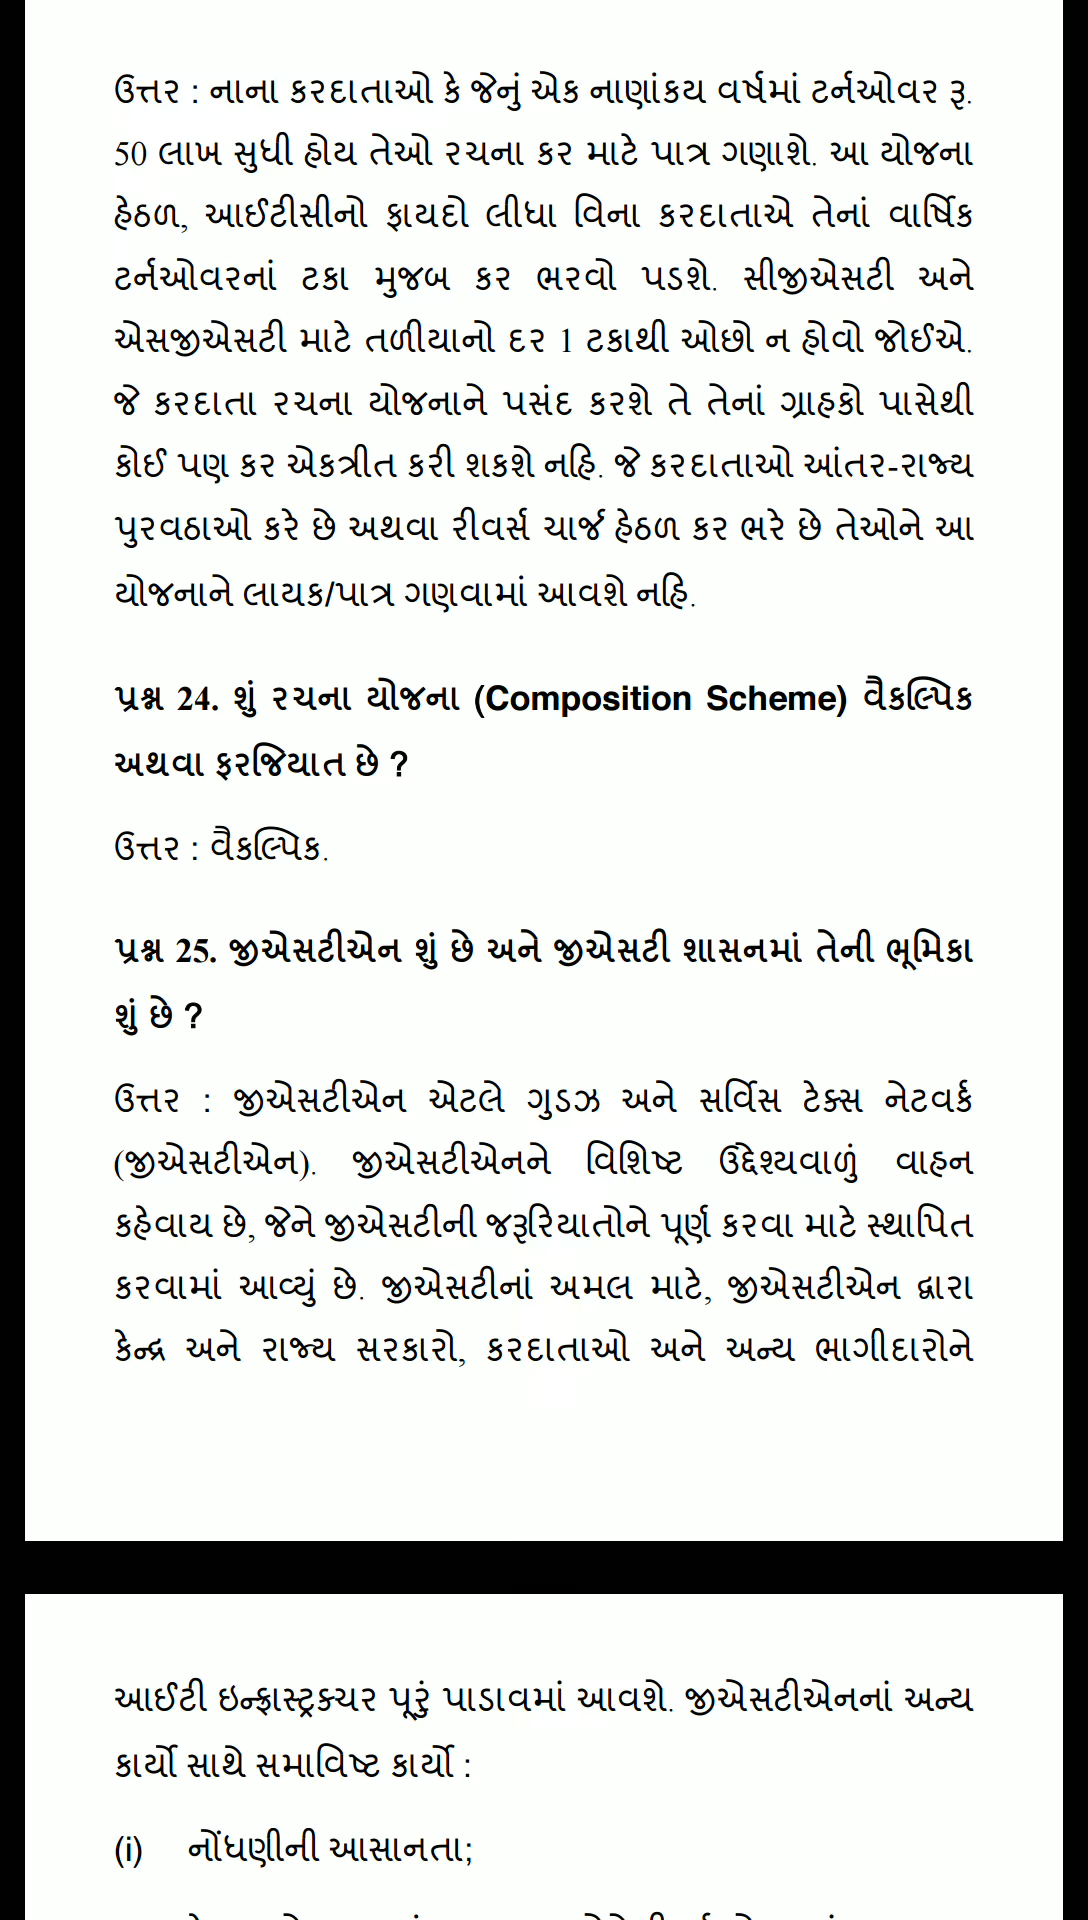 ઉત્તર : નાના કરદાતાઓ કે જેનું એક નાણાંકય વર્ષમાં ટર્નઓવર રૂ.
50 લાખ સુધી હોય તેઓ રચના કર માટે પાત્ર ગણાશે. આ યોજના
હેઠળ, આઈટીસીનો ફાયદો લીધા વિના કરદાતાએ તેનાં વાર્ષિક
ટર્નઓવરનાં ટકા મુજબ કર ભરવો પડશે. સીજીએસટી અને
એસજીએસટી માટે તળીયાનો દર 1 ટકાથી ઓછો ન હોવો જોઈએ.
જે કરદાતા રચના યોજનાને પસંદ કરશે તે તેનાં ગ્રાહકો પાસેથી
કોઈ પણ કર એકત્રીત કરી શકશે નહિ. જે કરદાતાઓ આંતર-રાજ્ય
પુરવઠાઓ કરે છે અથવા રીવર્સ ચાર્જ હેઠળ કર ભરે છે તેઓને આ
યોજનાને લાયક/પાત્ર ગણવામાં આવશે નહિ.
પ્રશ્ન 24. શું રચના યોજના (Composition Scheme) વૈકલ્પિક
અથવા ફરજિયાત છે ?
ઉત્તર : વૈકલ્પિક.
પ્રશ્ન 25. જીએસટીએન શું છે અને જીએસટી શાસનમાં તેની ભૂમિકા
શું છે ?
ઉત્તર : જીએસટીએન એટલે ગુડઝ અને સર્વિસ ટેક્સ નેટવર્ક
(જીએસટીએન). જીએસટીએનને વિશિષ્ટ ઉદ્દેશ્યવાળું વાહન
કહેવાય છે, જેને જીએસટીની જરૂરિયાતોને પૂર્ણ કરવા માટે સ્થાપિત
કરવામાં આવ્યું છે. જીએસટીનાં અમલ માટે, જીએસટીએન દ્વારા
કેન્દ્ર અને રાજ્ય સરકારો, કરદાતાઓ અને અન્ય ભાગીદારોને
આઈટી ઇન્ફ્રાસ્ટ્રક્ચર પૂરું પાડાવમાં આવશે. જીએસટીએનનાં અન્ય
કાર્યો સાથે સમાવિષ્ટ કાર્યો :
(i) નોંધણીની આસાનતા;